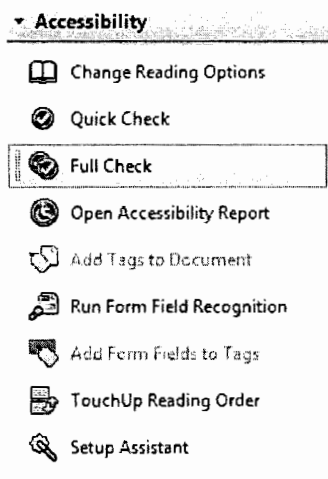 Accessibility
Change Reading Options
Quick Check
Full Check
Open Accessibility Report
Add Tags to Document
Run Form Field Recognition
Add Form Fields to Tags
TouchUp Reading Order
Setup Assistant